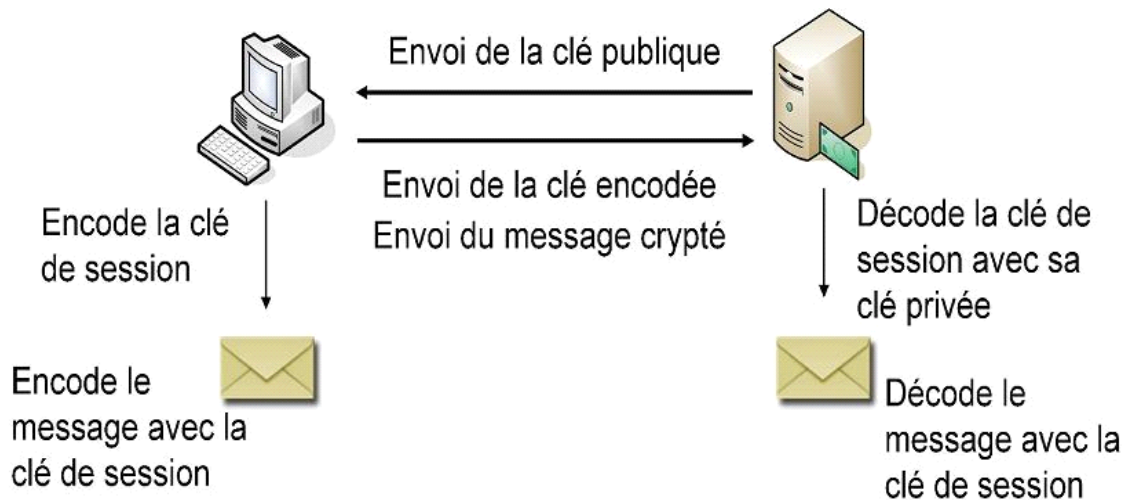 Envoi de la clé publique
Envoi de la clé encodée
Envoi du message crypté
Encode la clé
de session
Décode la clé de
session avec sa
clé privée
Encode le
message avec la
clé de session
Décode le
message avec la
clé de session